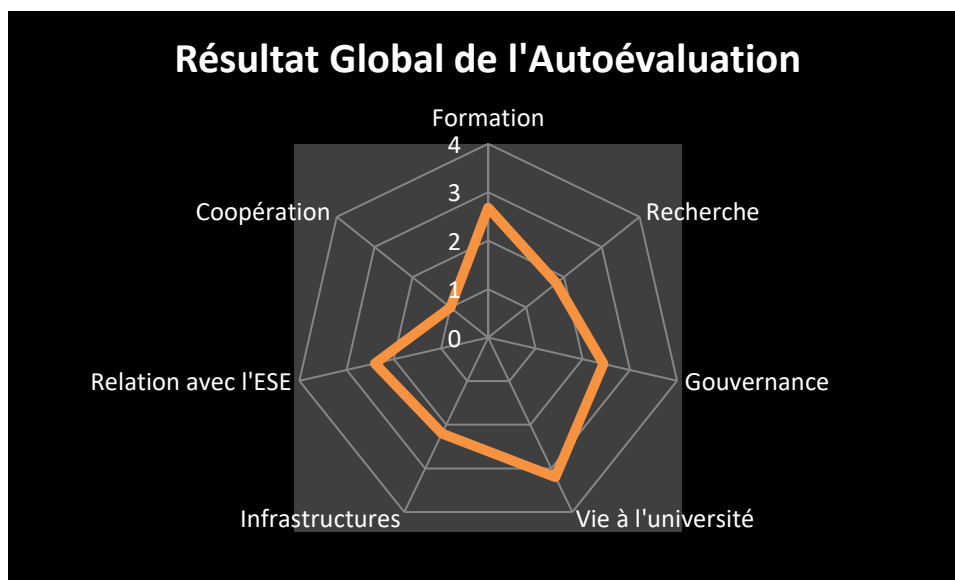 Résultat Global de l'Autoévaluation
Formation
4
3
2
1
0
Recherche
Gouvernance
Vie à l'université
Infrastructures
Relation avec l'ESE
Coopération